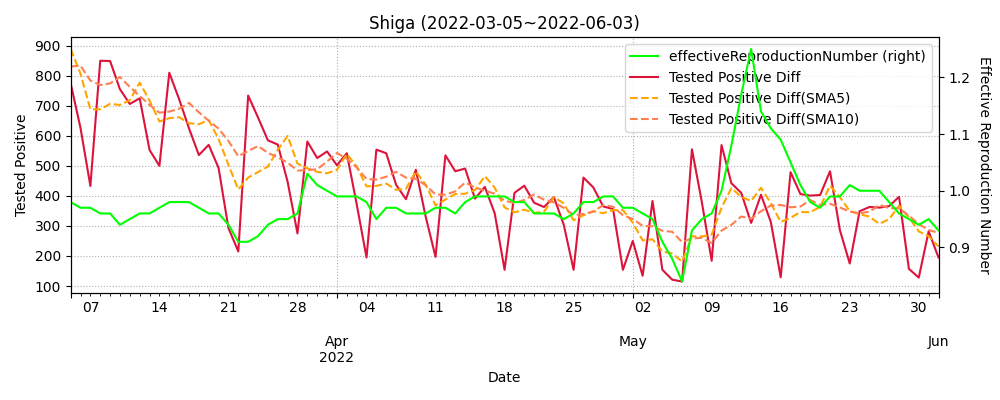 Shiga (2022-03-05~2022-06-03)
effectiveReproductionNumber (right)
Tested Positive Diff
Tested Positive Diff(SMA5)
Tested Positive Diff(SMA10)
Tested Positive
900
800
700
600
500
400
300
200
100
Effective Reproduction Number
1.2
1.1
1.0
0.9
07 14 21 28 04 11 18 25 02 09 16 23 30
Apr May Jun
2022
Date